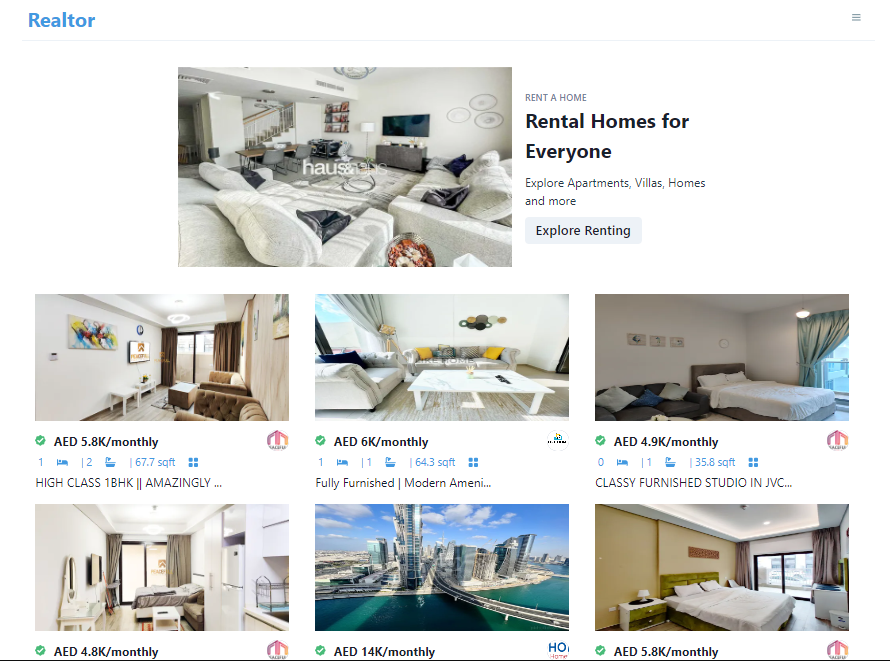 Realtor
RENT A HOME
Rental Homes for
Everyone
Explore Apartments, Villas, Homes
and more
Explore Renting
AED 5.8K/monthly
1 | 2 | 67.7 sqft
HIGH CLASS 1BHK || AMAZINGLY ...
AED 6K/monthly
1 | 1 | 64.3 sqft
Fully Furnished | Modern Ameni...
AED 4.9K/monthly
0 | 1 | 35.8 sqft
CLASSY FURNISHED STUDIO IN JVC...
AED 4.8K/monthly
AED 14K/monthly
HO
Home
AED 5.8K/monthly